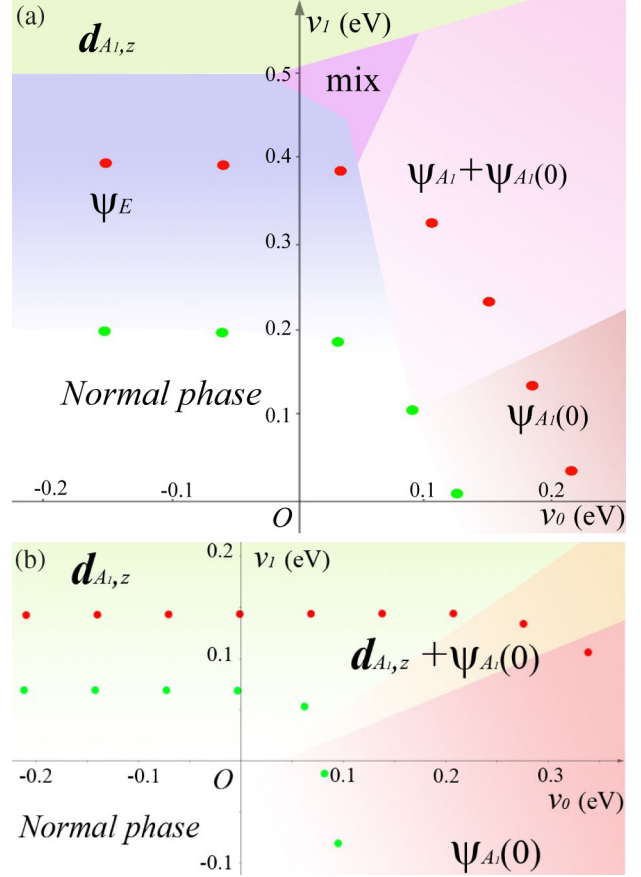 (a)
v₁ (eV)
𝒅A₁,z
0.5
mix
0.4
ψA₁+ψA₁(0)
ψE
0.3
0.2
Normal phase
0.1
ψA₁(0)
-0.2 -0.1 O 0.1 0.2
v₀ (eV)
(b)
0.2 v₁ (eV)
𝒅A₁,z
0.1
𝒅A₁,z +ψA₁(0)
-0.2 -0.1 O 0.1 0.2 0.3
v₀ (eV)
Normal phase
ψA₁(0)
-0.1